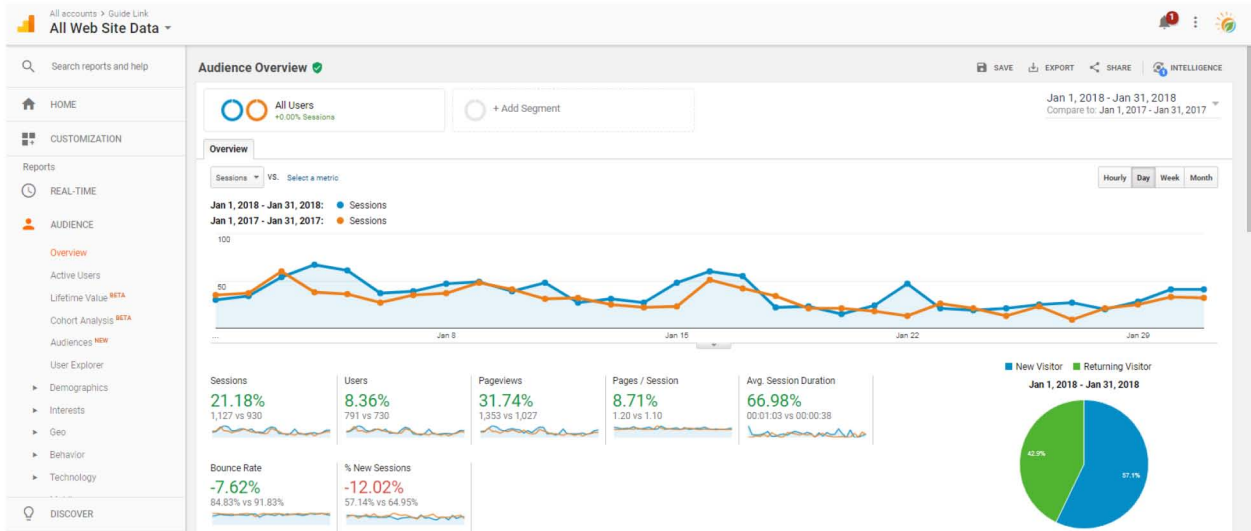 All accounts > Guide Link
All Web Site Data
1
Search reports and help
HOME
CUSTOMIZATION
Reports
REAL-TIME
AUDIENCE
Overview
Active Users
Lifetime Value BETA
Cohort Analysis BETA
Audiences NEW
User Explorer
Demographics
Interests
Geo
Behavior
Technology
DISCOVER
Audience Overview
SAVE EXPORT SHARE INTELLIGENCE
All Users
+0.00% Sessions
+ Add Segment
Jan 1, 2018 - Jan 31, 2018
Compare to: Jan 1, 2017 - Jan 31, 2017
Overview
Sessions VS. Select a metric
Hourly Day Week Month
Jan 1, 2018 - Jan 31, 2018: Sessions
Jan 1, 2017 - Jan 31, 2017: Sessions
100
50
... Jan 8 Jan 15 Jan 22 Jan 29
Sessions
21.18%
1,127 vs 930
Users
8.36%
791 vs 730
Pageviews
31.74%
1,353 vs 1,027
Pages / Session
8.71%
1.20 vs 1.10
Avg. Session Duration
66.98%
00:01:03 vs 00:00:38
Bounce Rate
-7.62%
84.83% vs 91.83%
% New Sessions
-12.02%
57.14% vs 64.95%
New Visitor Returning Visitor
Jan 1, 2018 - Jan 31, 2018
42.9%
57.1%